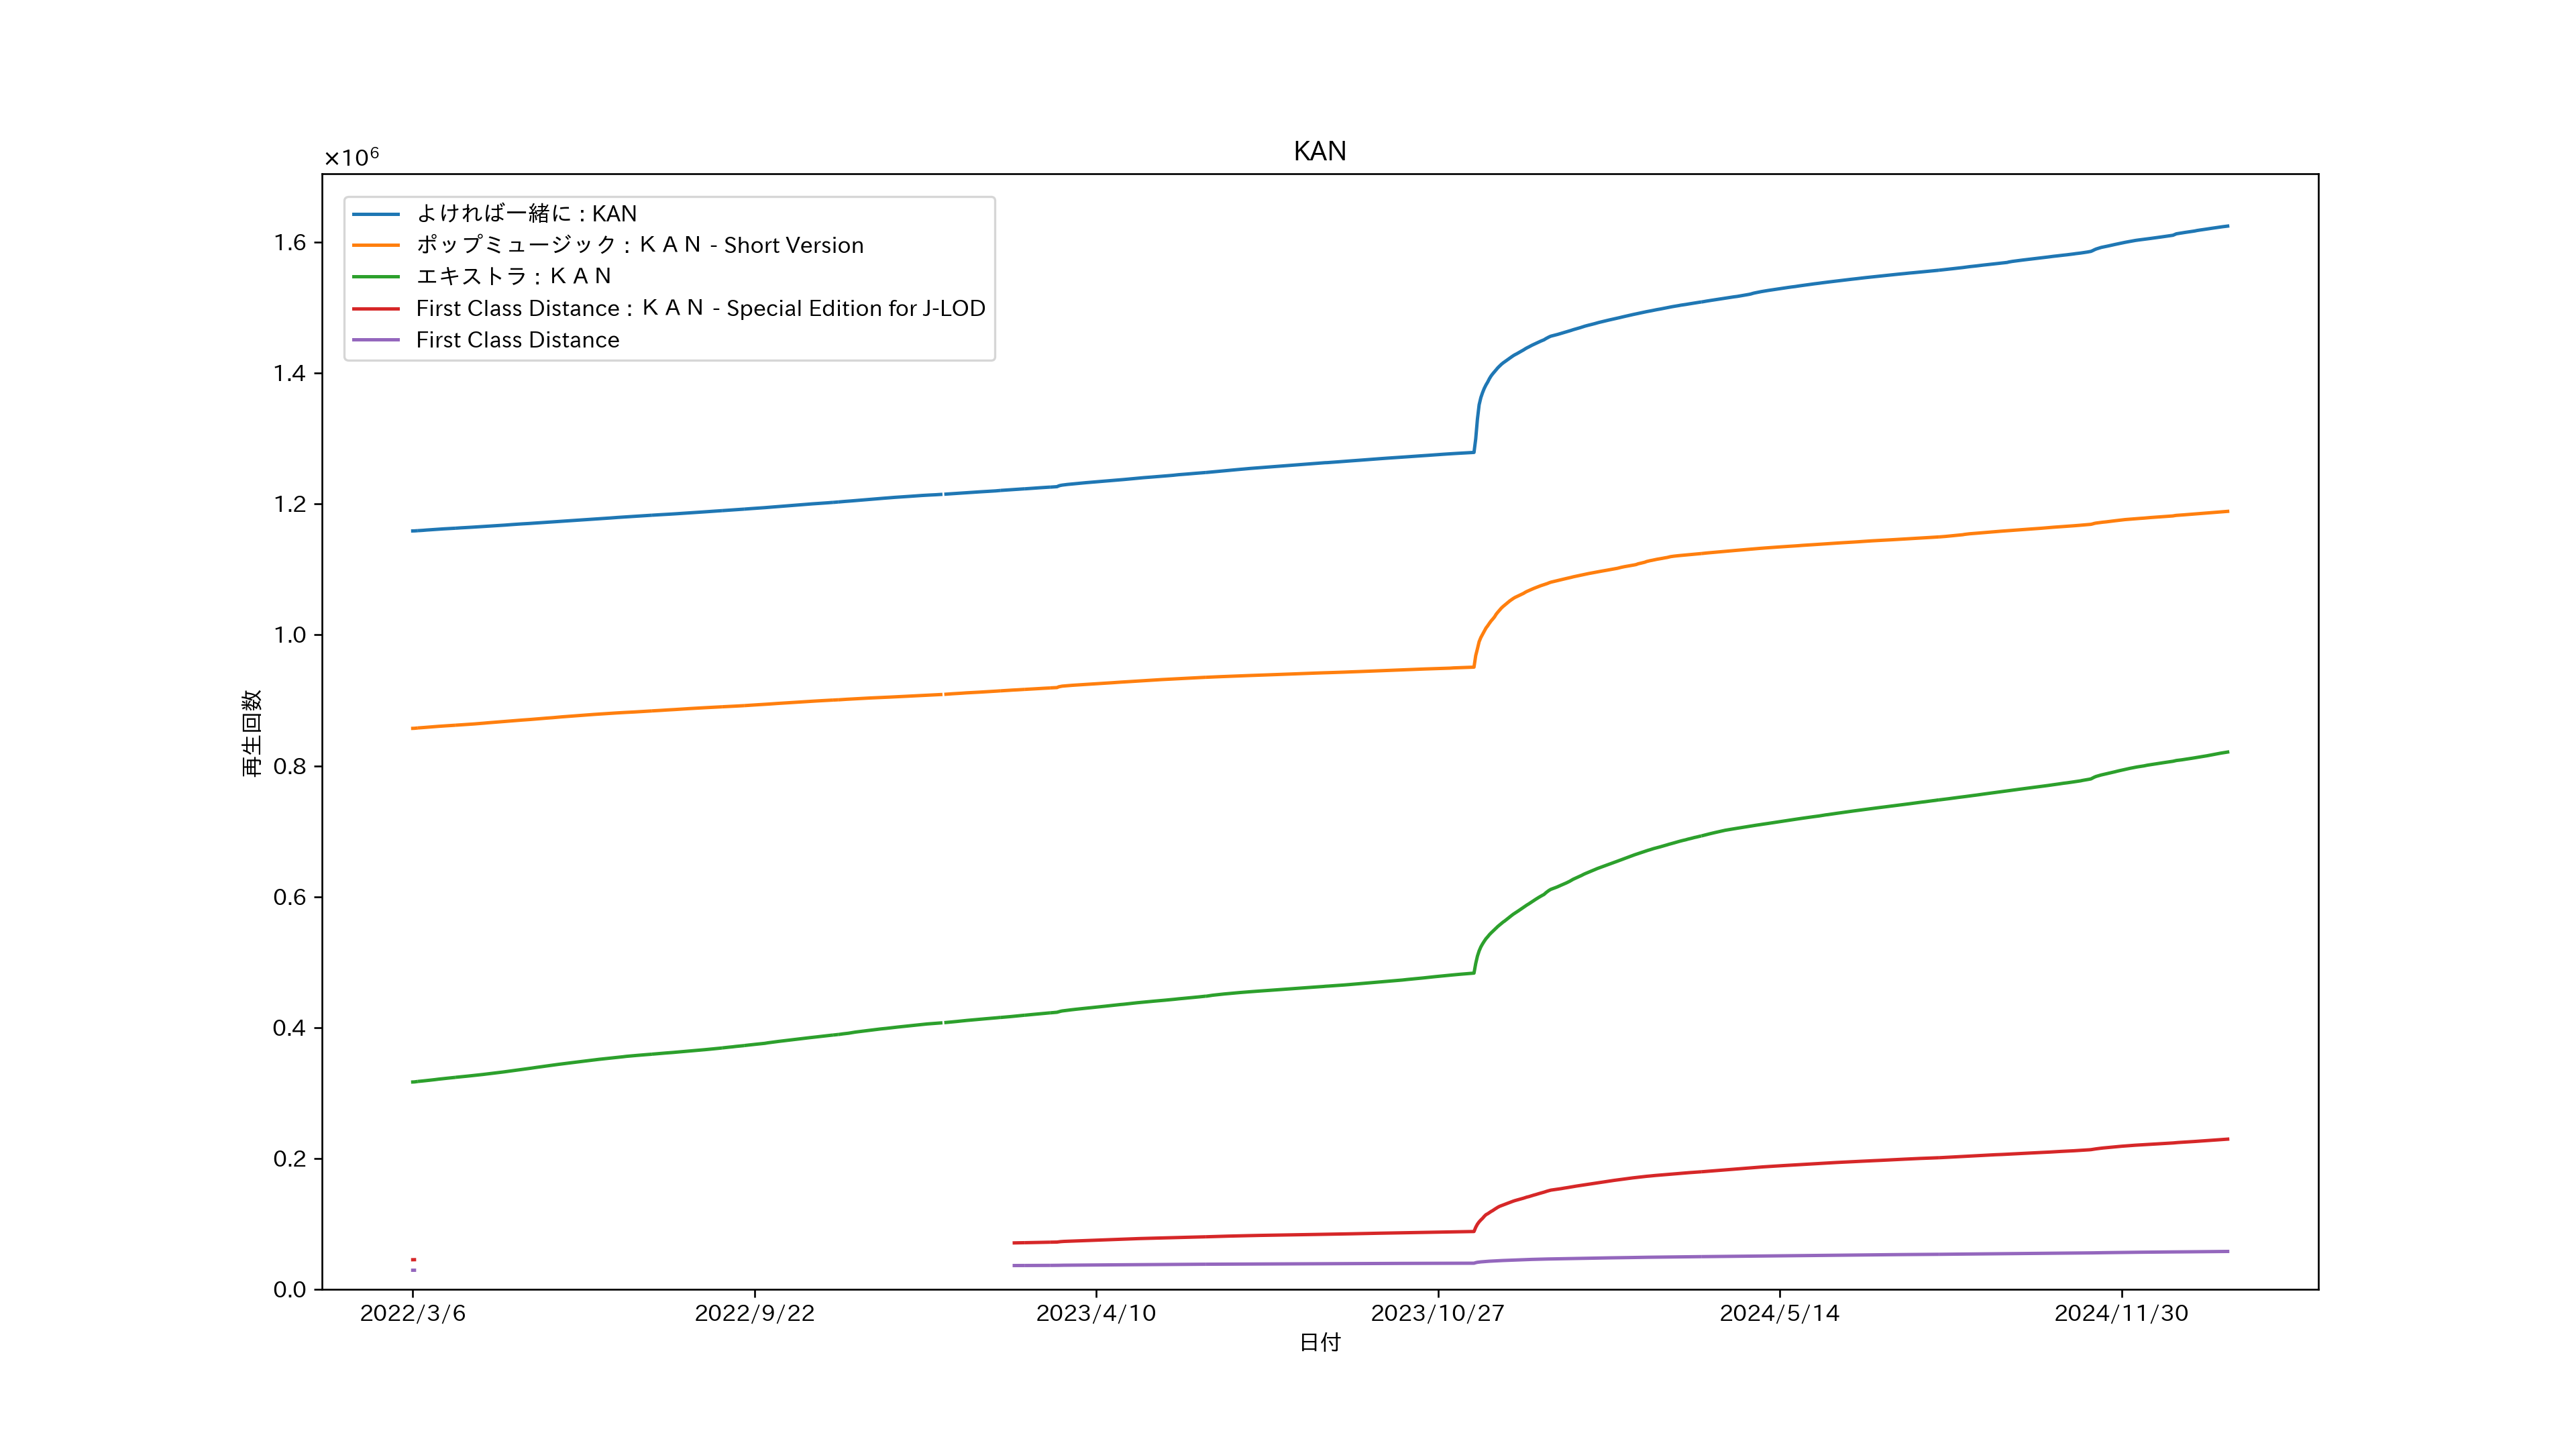 KAN
×10⁶
よければ一緒に : KAN
ポップミュージック : ＫＡＮ - Short Version
エキストラ : ＫＡＮ
First Class Distance : ＫＡＮ - Special Edition for J-LOD
First Class Distance
1.6
1.4
1.2
1.0
0.8
0.6
0.4
0.2
0.0
再生回数
2022/3/6 2022/9/22 2023/4/10 2023/10/27 2024/5/14 2024/11/30
日付